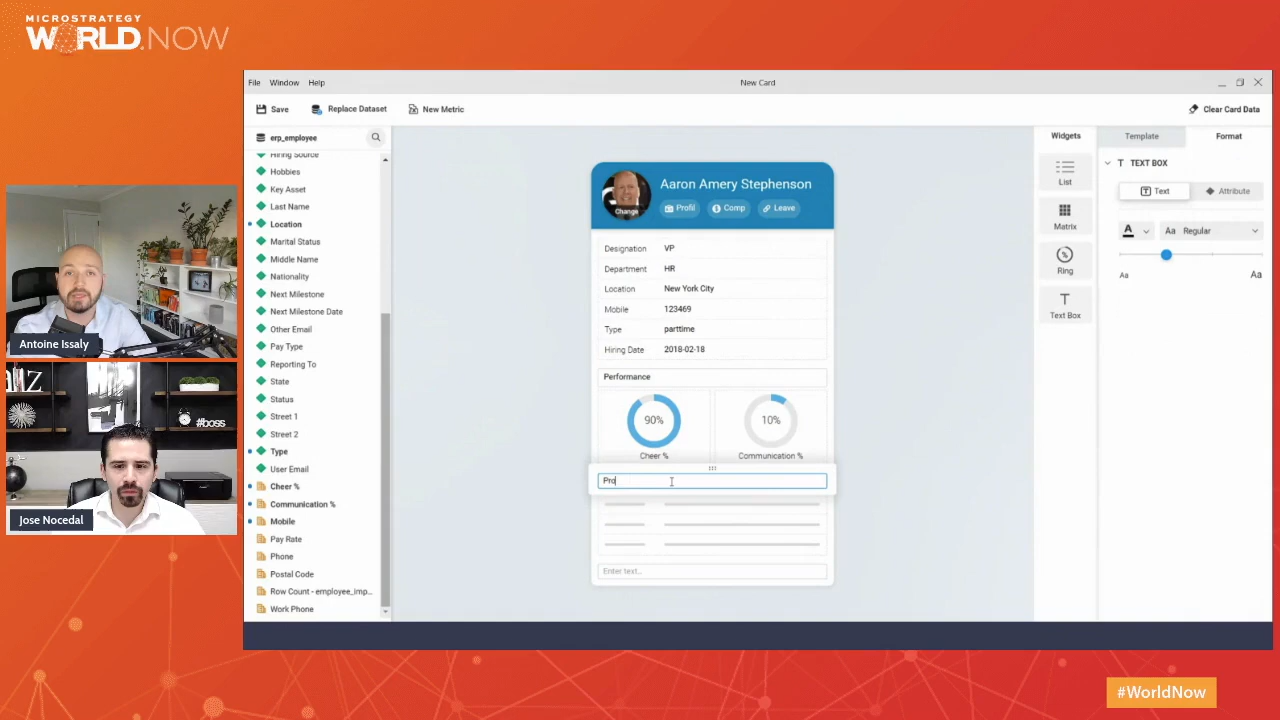 MICROSTRATEGY
WORLD.NOW
File Window Help
New Card
Save Replace Dataset New Metric
Clear Card Data
erp_employee
Hiring Source
Hobbies
Key Asset
Last Name
Location
Marital Status
Middle Name
Nationality
Next Milestone
Next Milestone Date
Other Email
Pay Type
Reporting To
State
Status
Street 1
Street 2
Type
User Email
Cheer %
Communication %
Mobile
Pay Rate
Phone
Postal Code
Row Count - employee_imp...
Work Phone
Aaron Amery Stephenson
Change
Profil Comp Leave
Designation VP
Department HR
Location New York City
Mobile 123469
Type parttime
Hiring Date 2018-02-18
Performance
90% 10%
Cheer % Communication %
Pro
Enter text..
Widgets
List
Matrix
%
Ring
T
Text Box
Template Format
T TEXT BOX
T Text Attribute
A Aa Regular
Aa Aa
Antoine Issaly
#boss
Jose Nocedal
#WorldNow